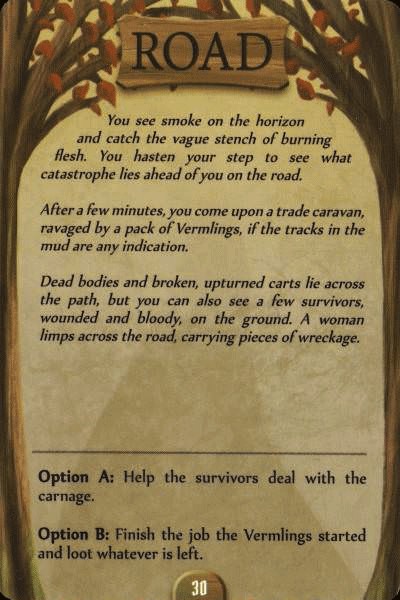 ROAD
You see smoke on the horizon
and catch the vague stench of burning
flesh. You hasten your step to see what
catastrophe lies ahead of you on the road.
After a few minutes, you come upon a trade caravan,
ravaged by a pack of Vermlings, if the tracks in the
mud are any indication.
Dead bodies and broken, upturned carts lie across
the path, but you can also see a few survivors,
wounded and bloody, on the ground. A woman
limps across the road, carrying pieces of wreckage.
Option A: Help the survivors deal with the
carnage.
Option B: Finish the job the Vermlings started
and loot whatever is left.
30